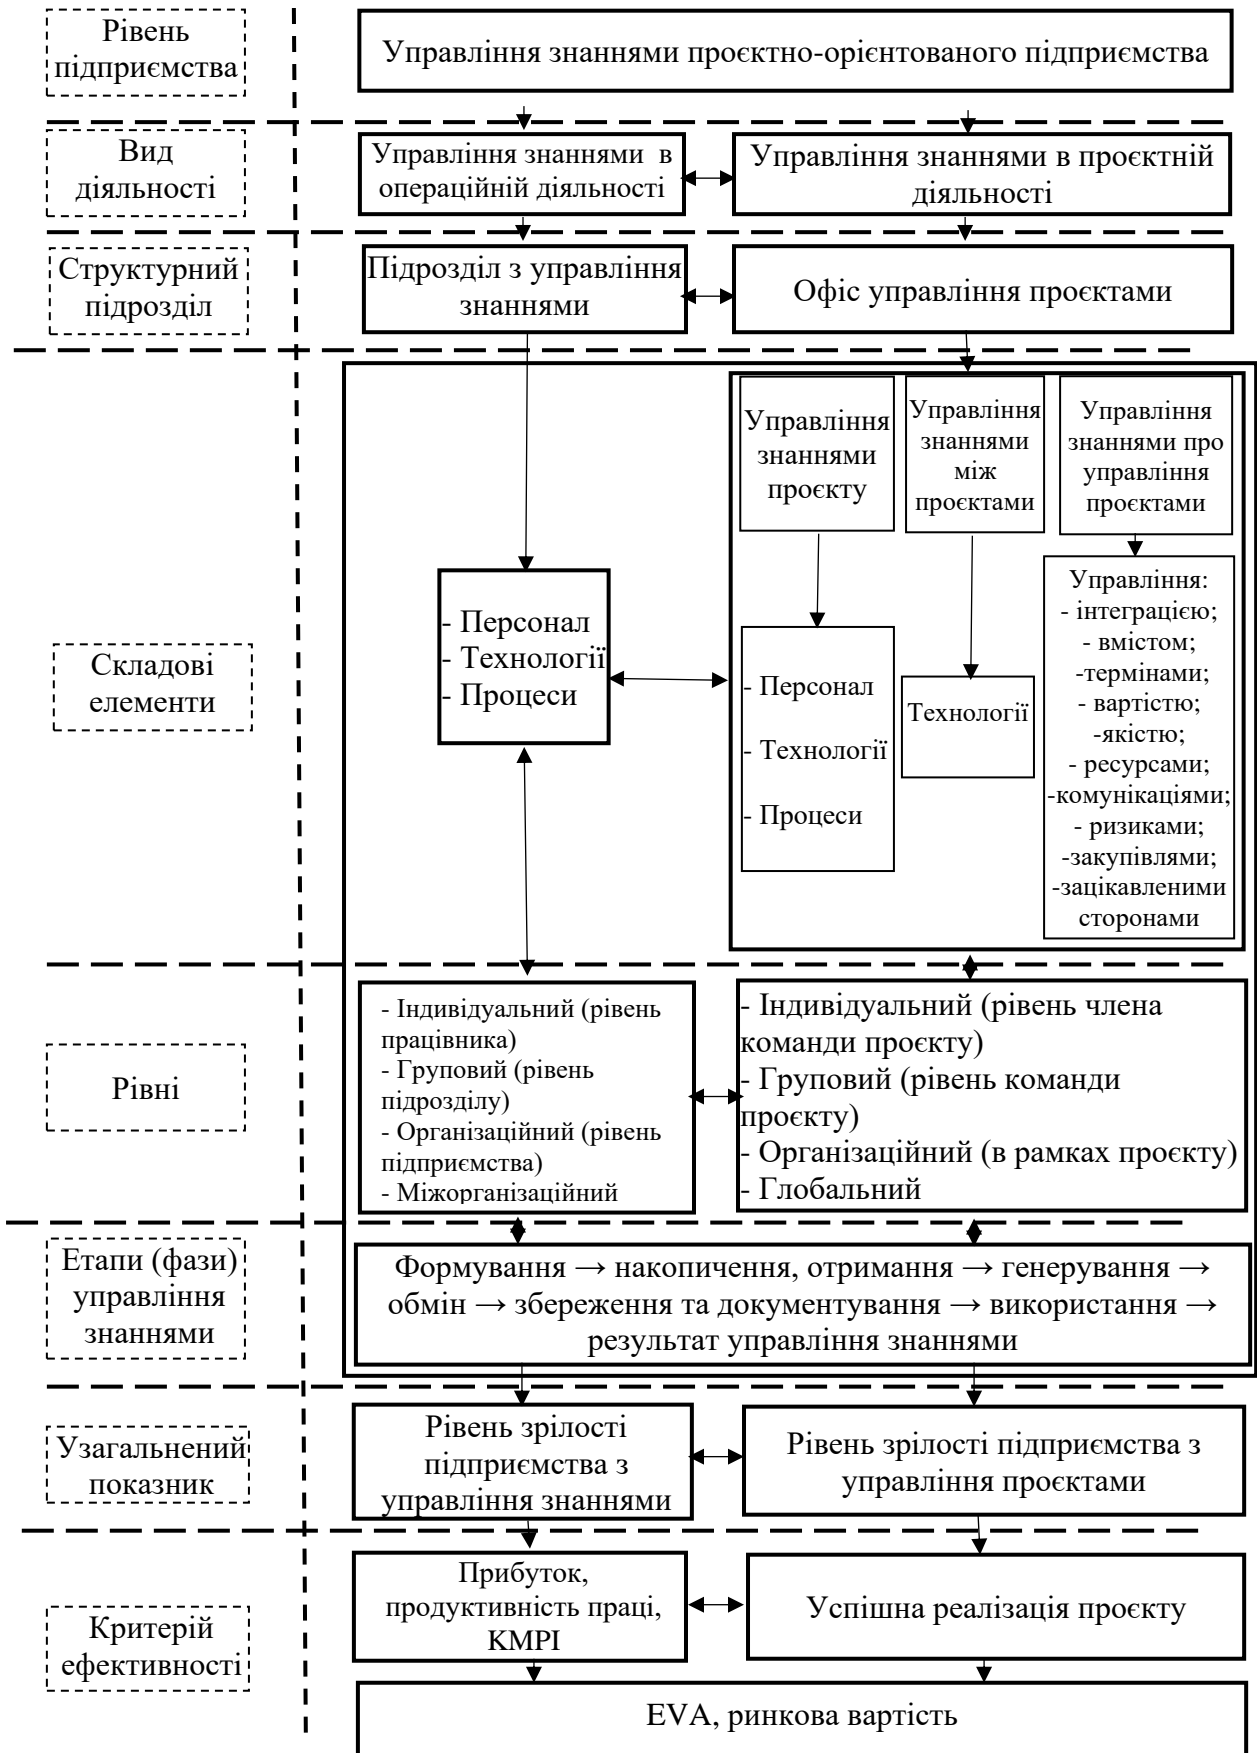 Рівень
підприємства
Управління знаннями проєктно-орієнтованого підприємства
Вид
діяльності
Управління знаннями в
операційній діяльності
Управління знаннями в проєктній
діяльності
Структурний
підрозділ
Підрозділ з управління
знаннями
Офіс управління проєктами
Складові
елементи
- Персонал
- Технології
- Процеси
Управління
знаннями
проєкту
Управління
знаннями
між
проєктами
Управління
знаннями про
управління
проєктами
- Персонал
- Технології
- Процеси
Технології
Управління:
- інтеграцією;
- вмістом;
-термінами;
- вартістю;
-якістю;
- ресурсами;
-комунікаціями;
- ризиками;
-закупівлями;
-зацікавленими
сторонами
Рівні
- Індивідуальний (рівень
працівника)
- Груповий (рівень
підрозділу)
- Організаційний (рівень
підприємства)
- Міжорганізаційний
- Індивідуальний (рівень члена
команди проєкту)
- Груповий (рівень команди
проєкту)
- Організаційний (в рамках проєкту)
- Глобальний
Етапи (фази)
управління
знаннями
Формування → накопичення, отримання → генерування →
обмін → збереження та документування → використання →
результат управління знаннями
Узагальнений
показник
Рівень зрілості
підприємства з
управління знаннями
Рівень зрілості підприємства з
управління проєктами
Критерій
ефективності
Прибуток,
продуктивність праці,
KMPI
Успішна реалізація проєкту
EVA, ринкова вартість